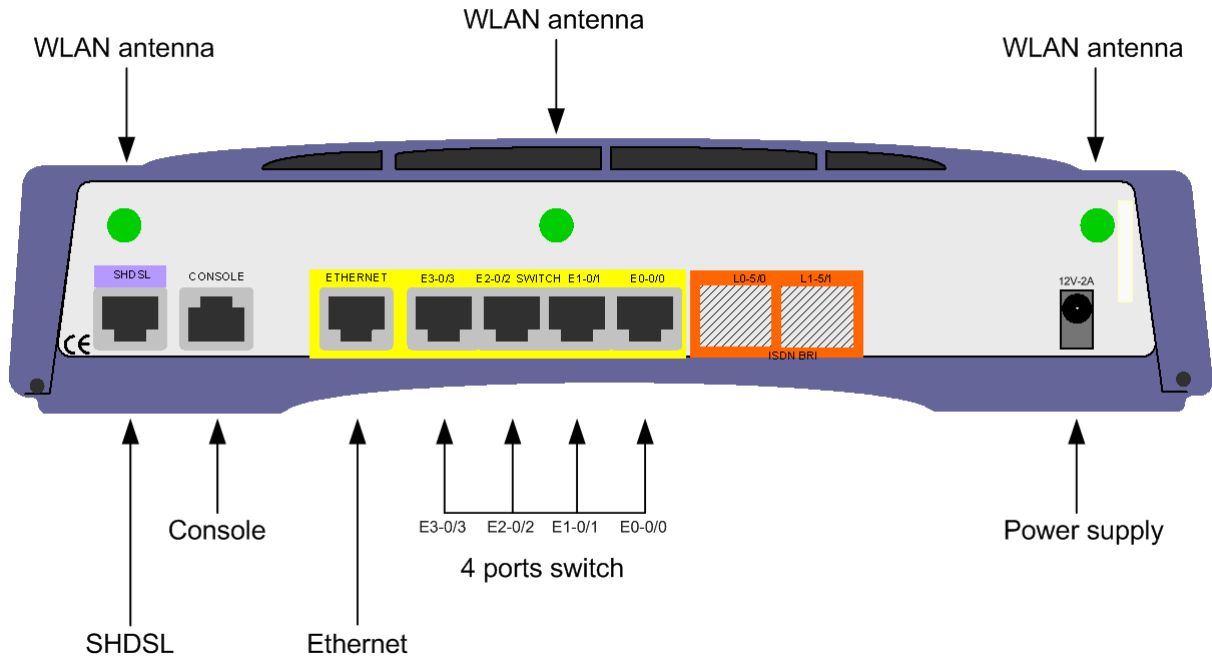 WLAN antenna
WLAN antenna
WLAN antenna
SHDSL
CONSOLE
ETHERNET
E3-0/3
E2-0/2
SWITCH
E1-0/1
E0-0/0
L0-5/0
L1-5/1
12V-2A
CE
ISDN BRI
E3-0/3
E2-0/2
E1-0/1
E0-0/0
Console
4 ports switch
Power supply
SHDSL
Ethernet